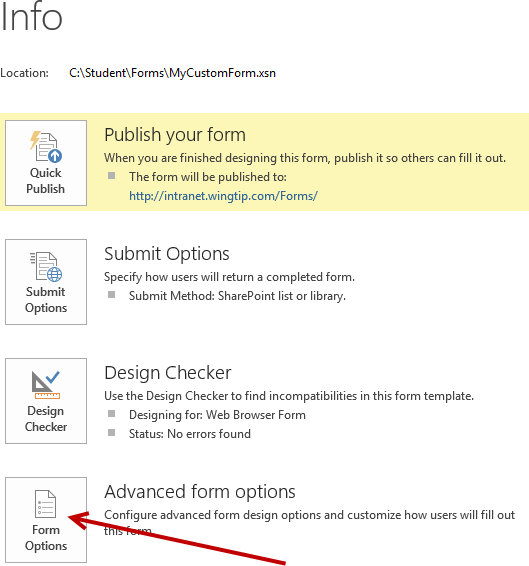 Info
Location: C:\Student\Forms\MyCustomForm.xsn
Quick
Publish
Publish your form
When you are finished designing this form, publish it so others can fill it out.
The form will be published to:
http://intranet.wingtip.com/Forms/
Submit
Options
Submit Options
Specify how users will return a completed form.
Submit Method: SharePoint list or library.
Design
Checker
Design Checker
Use the Design Checker to find incompatibilities in this form template.
Designing for: Web Browser Form
Status: No errors found
Form
Options
Advanced form options
Configure advanced form design options and customize how users will fill out
this form.